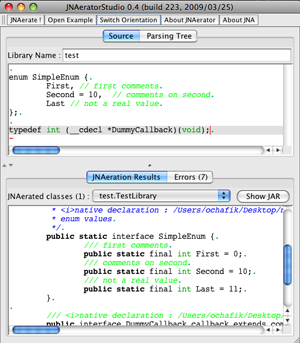 JNAeratorStudio 0.4 (build 223, 2009/03/25)
JNAerate ! Open Example Switch Orientation About JNAerator About JNA
Source Parsing Tree
Library Name : test
enum SimpleEnum {.
First, // first comments.
Second = 10, // comments on second.
Last // not a real value.
};.
.
typedef int (__cdecl *DummyCallback)(void);.
JNAeration Results Errors (7)
JNAerated classes (1) : test.TestLibrary Show JAR
* <i>native declaration : /Users/ochafik/Desktop/
* enum values.
*/.
public static interface SimpleEnum {.
/// first comments.
public static final int First = 0;.
/// comments on second.
public static final int Second = 10;.
/// not a real value.
public static final int Last = 11;.
}.
/// <i>native declaration : /Users/ochafik/Desktop/
public interface DummyCallback extends com